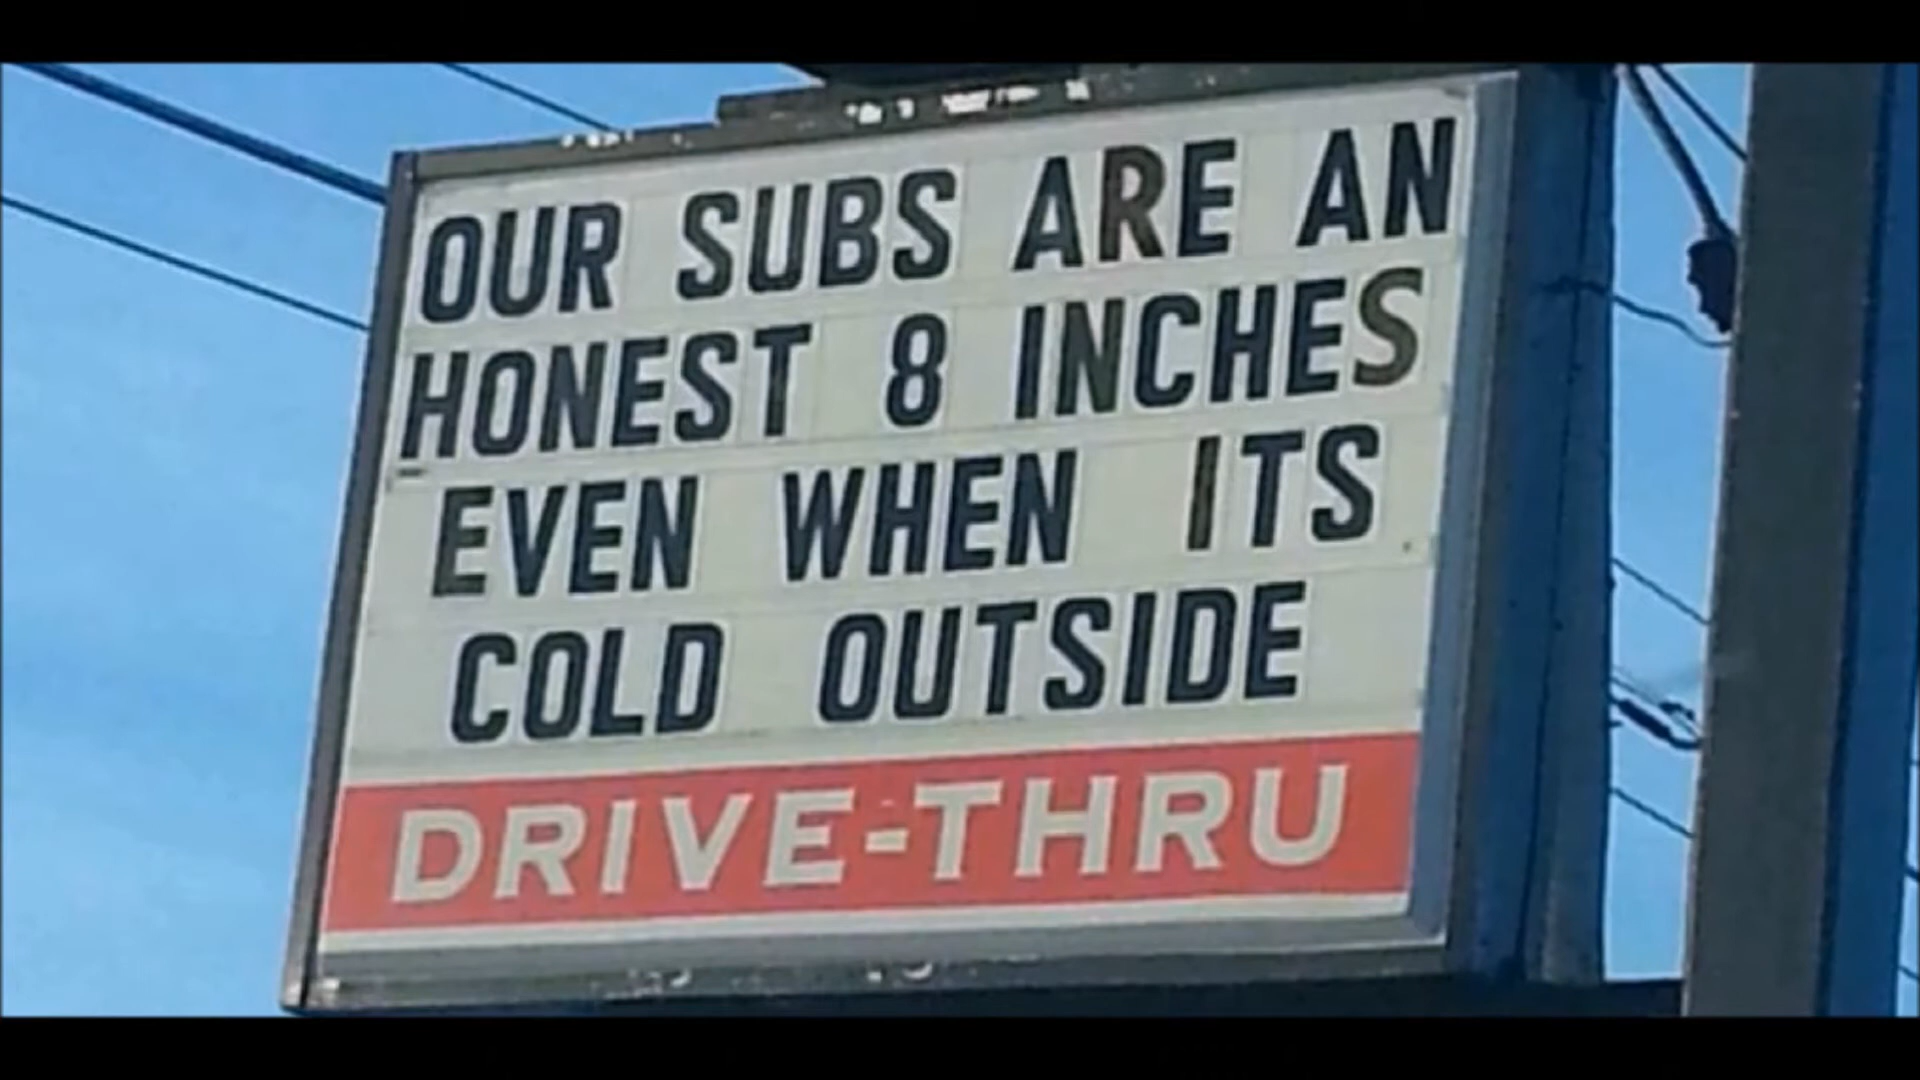 OUR SUBS ARE AN
HONEST 8 INCHES
EVEN WHEN ITS
COLD OUTSIDE
DRIVE-THRU